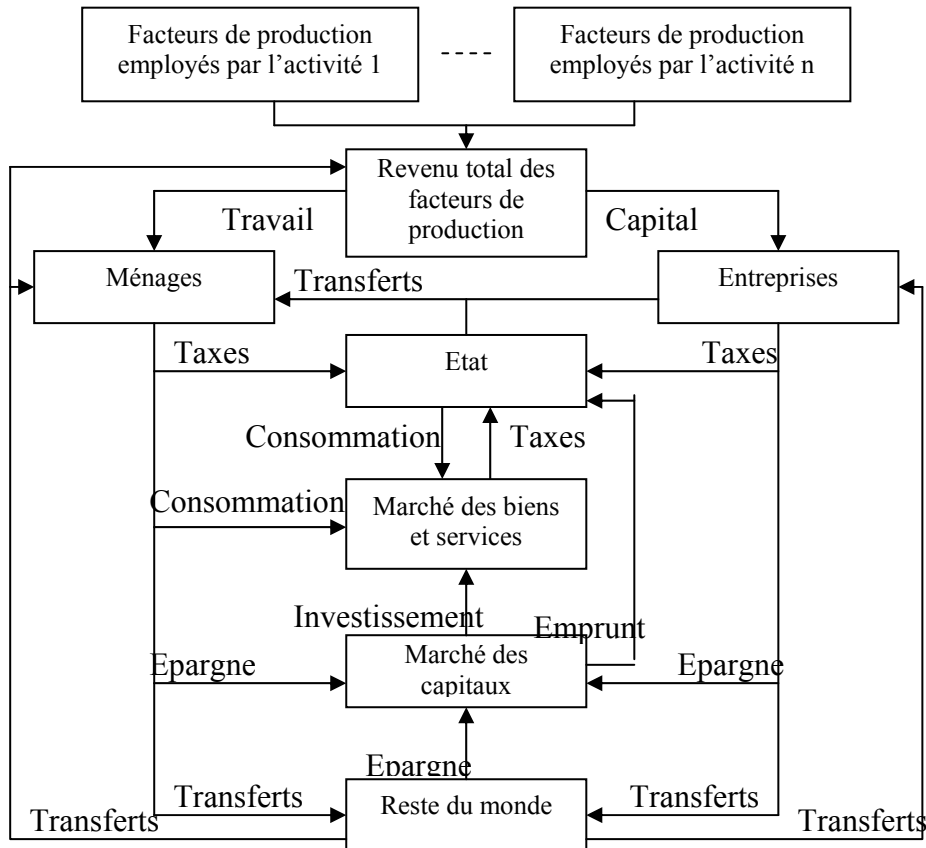 Facteurs de production
employés par l'activité 1
Facteurs de production
employés par l'activité n
Revenu total des
facteurs de
production
Travail
Capital
Ménages
Transferts
Entreprises
Taxes
Etat
Taxes
Consommation
Taxes
Consommation
Marché des biens
et services
Investissement
Emprunt
Epargne
Marché des
capitaux
Epargne
Epargne
Transferts
Reste du monde
Transferts
Transferts
Transferts